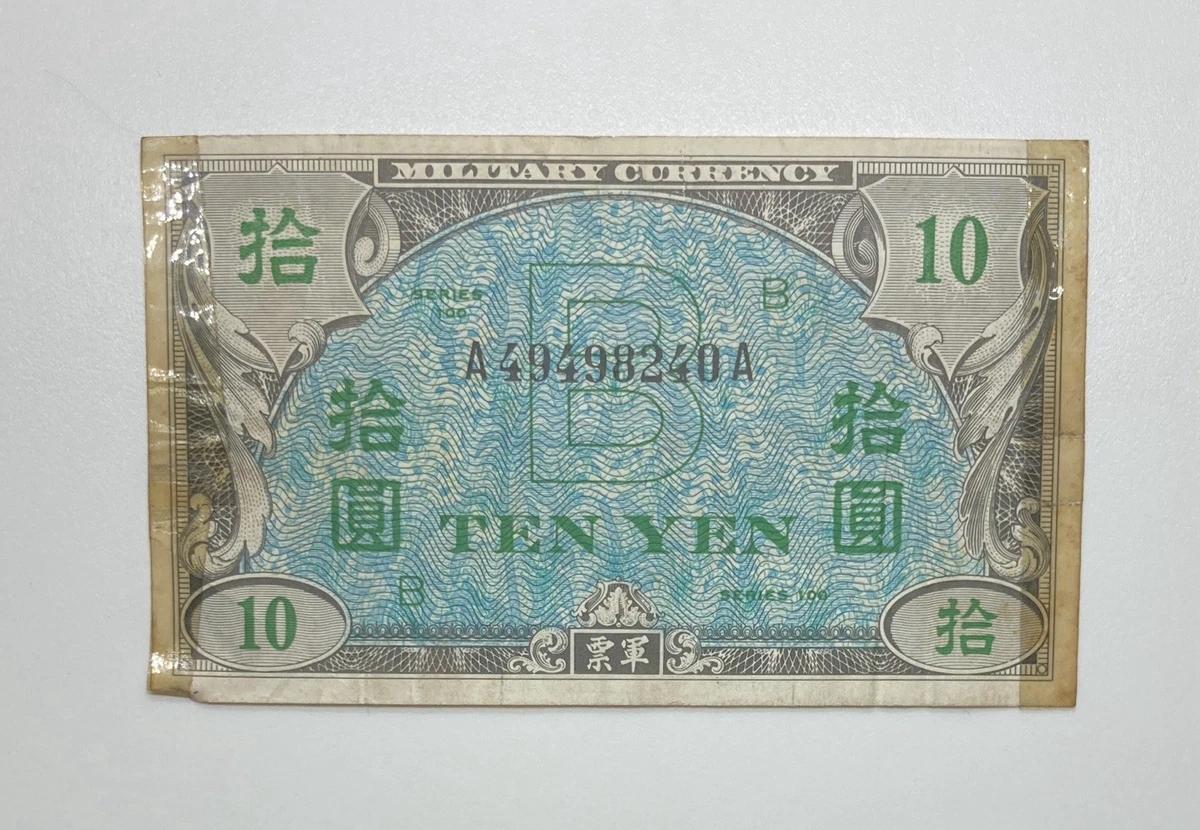 MILITARY CURRENCY
拾
10
SERIES
100
B
B
A49498240A
拾圓
拾圓
TEN YEN
B
SERIES 100
10
票軍
拾